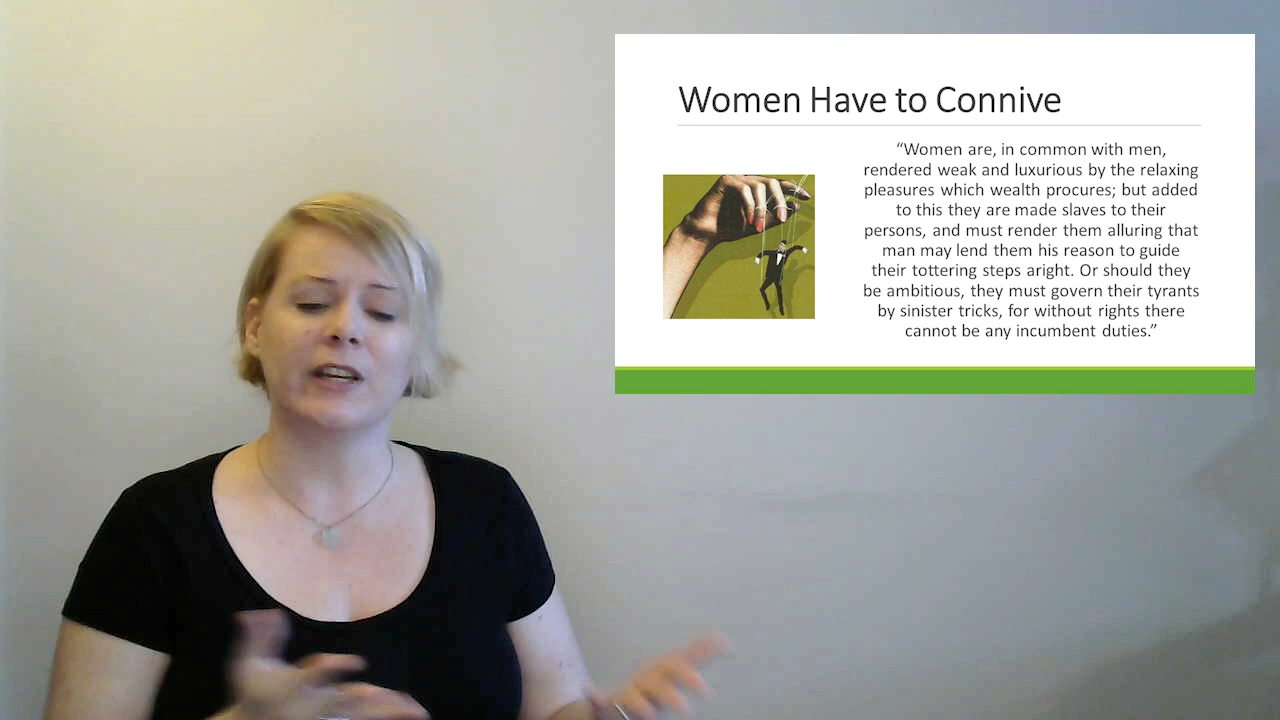 Women Have to Connive
“Women are, in common with men,
rendered weak and luxurious by the relaxing
pleasures which wealth procures; but added
to this they are made slaves to their
persons, and must render them alluring that
man may lend them his reason to guide
their tottering steps aright. Or should they
be ambitious, they must govern their tyrants
by sinister tricks, for without rights there
cannot be any incumbent duties.”